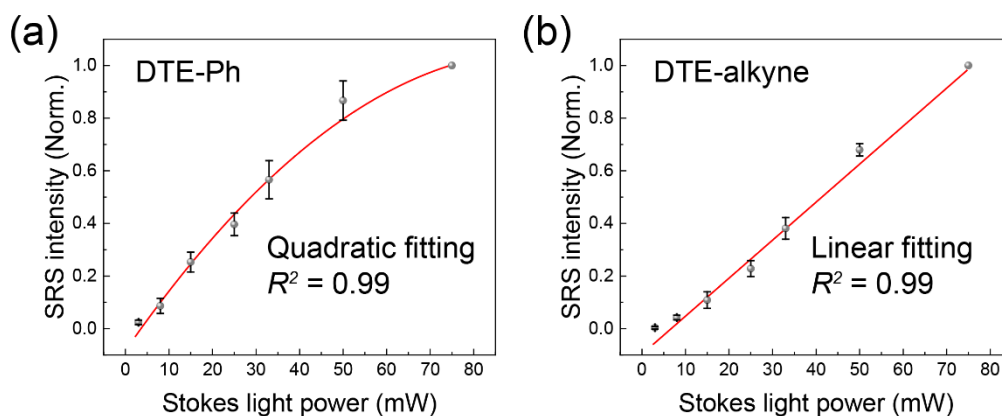 (a)
DTE-Ph
SRS intensity (Norm.)
1.0
0.8
0.6
0.4
0.2
0.0
Quadratic fitting
R² = 0.99
0 10 20 30 40 50 60 70 80
Stokes light power (mW)
(b)
DTE-alkyne
SRS intensity (Norm.)
1.0
0.8
0.6
0.4
0.2
0.0
Linear fitting
R² = 0.99
0 10 20 30 40 50 60 70 80
Stokes light power (mW)